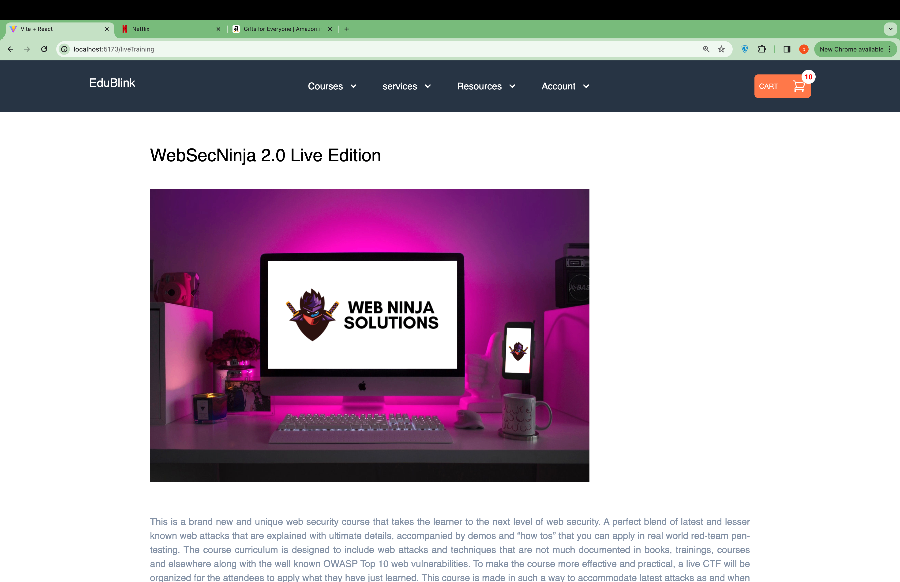 Vite + React
Netflix
Gifts for Everyone | Amazon
localhost:5173/liveTraining
New Chrome available
EduBlink
Courses
services
Resources
Account
CART
10
WebSecNinja 2.0 Live Edition
WEB NINJA
SOLUTIONS
This is a brand new and unique web security course that takes the learner to the next level of web security. A perfect blend of latest and lesser
known web attacks that are explained with ultimate details, accompanied by demos and "how tos" that you can apply in real world red-team pen-
testing. The course curriculum is designed to include web attacks and techniques that are not much documented in books, trainings, courses
and elsewhere along with the well known OWASP Top 10 web vulnerabilities. To make the course more effective and practical, a live CTF will be
organized for the attendees to apply what they have just learned. This course is made in such a way to accommodate latest attacks as and when